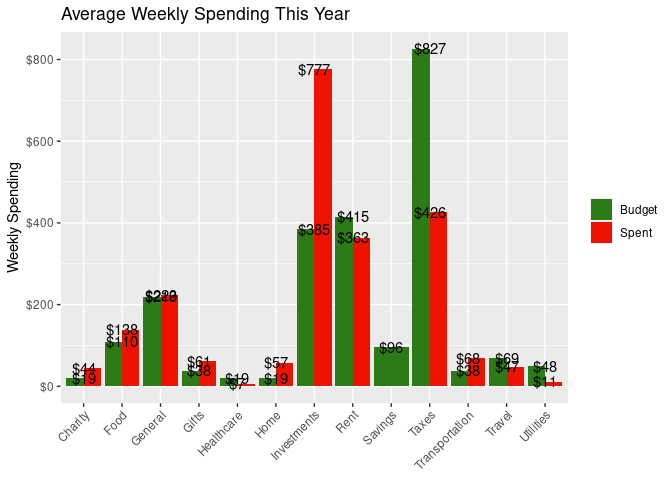 Average Weekly Spending This Year
Weekly Spending
$800
$600
$400
$200
$0
$44
$19
$138
$110
$61
$38
$19
$7
$57
$19
$777
$385
$415
$363
$96
$827
$426
$68
$38
$69
$47
$48
$11
Charity
Food
General
Gifts
Healthcare
Home
Investments
Rent
Savings
Taxes
Transportation
Travel
Utilities
Budget
Spent